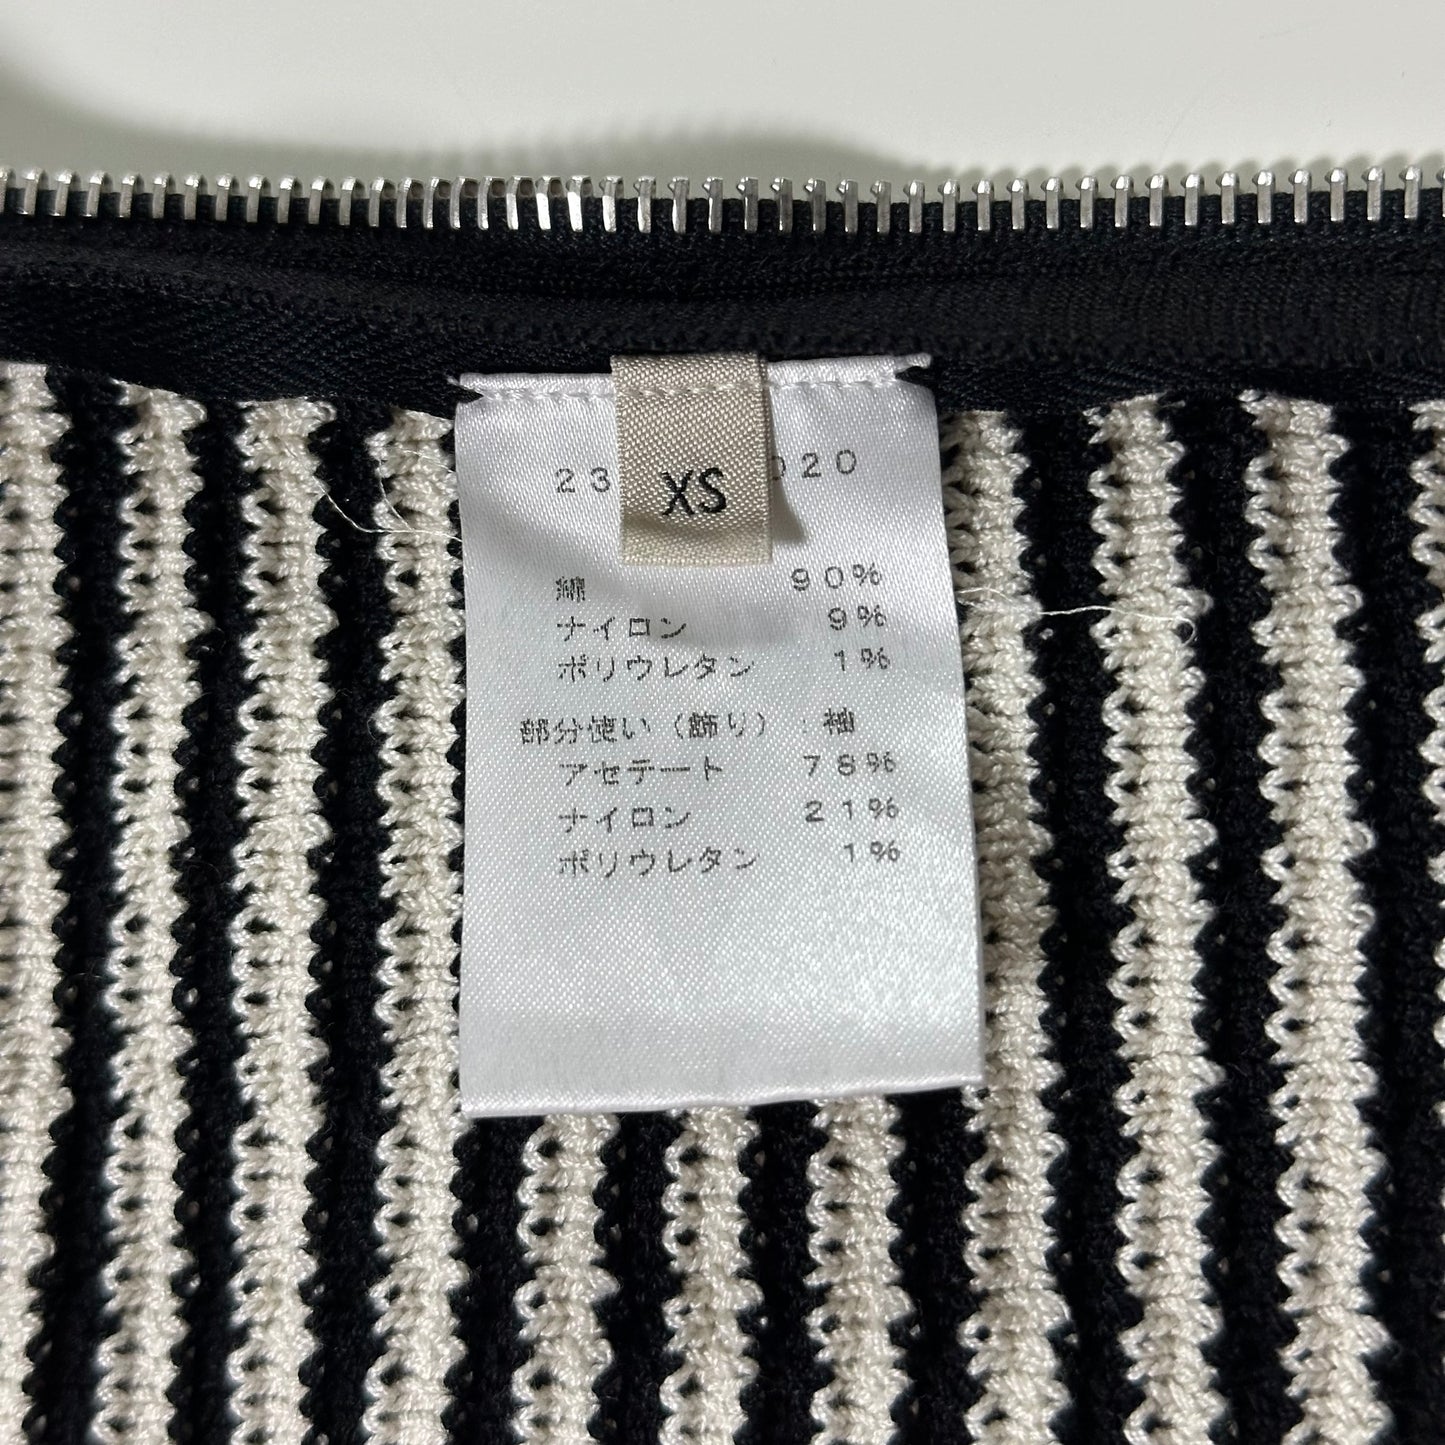 XS
23 020
綿 90%
ナイロン 9%
ポリウレタン 1%
部分使い(飾り) : 袖
アセテート 78%
ナイロン 21%
ポリウレタン 1%